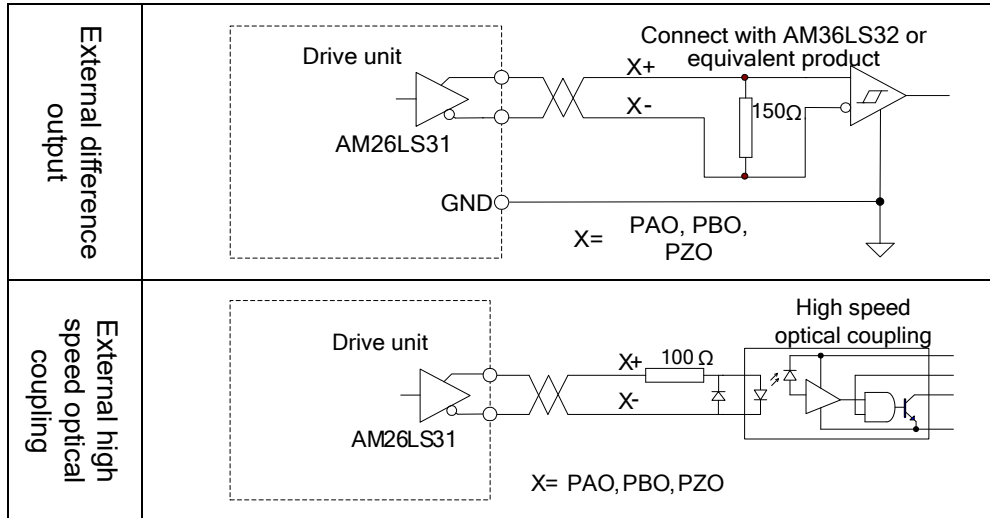 External difference
output
Drive unit
AM26LS31
GND
X+
X-
Connect with AM36LS32 or
equivalent product
150Ω
X= PAO, PBO,
PZO
External high
speed optical
coupling
Drive unit
AM26LS31
X+
X-
100 Ω
High speed
optical coupling
X= PAO, PBO, PZO